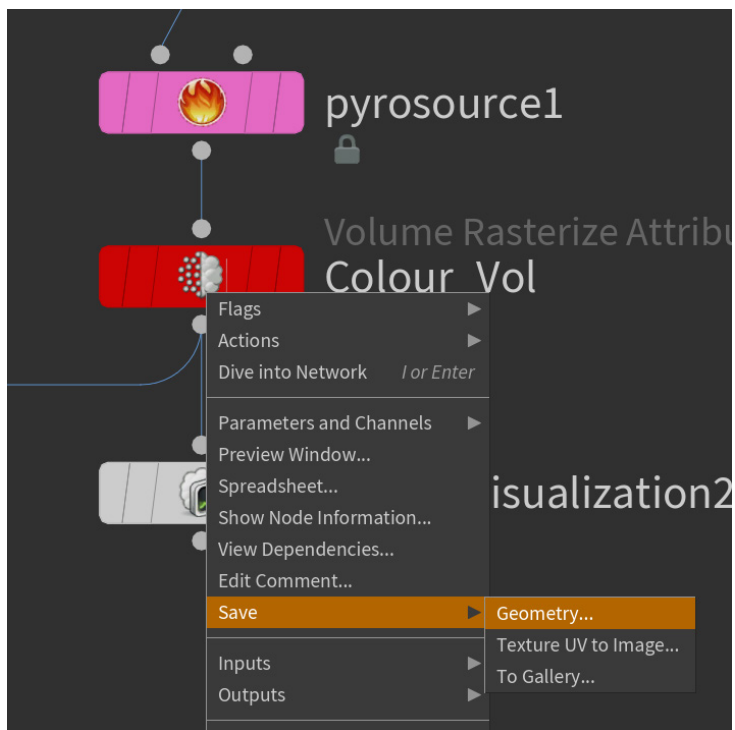 pyrosource1
Volume Rasterize Attribu
Colour_Vol
Flags
Actions
Dive into Network I or Enter
Parameters and Channels
Preview Window...
Spreadsheet...
isualization2
Show Node Information...
View Dependencies...
Edit Comment...
Save
Geometry...
Texture UV to Image...
To Gallery...
Inputs
Outputs